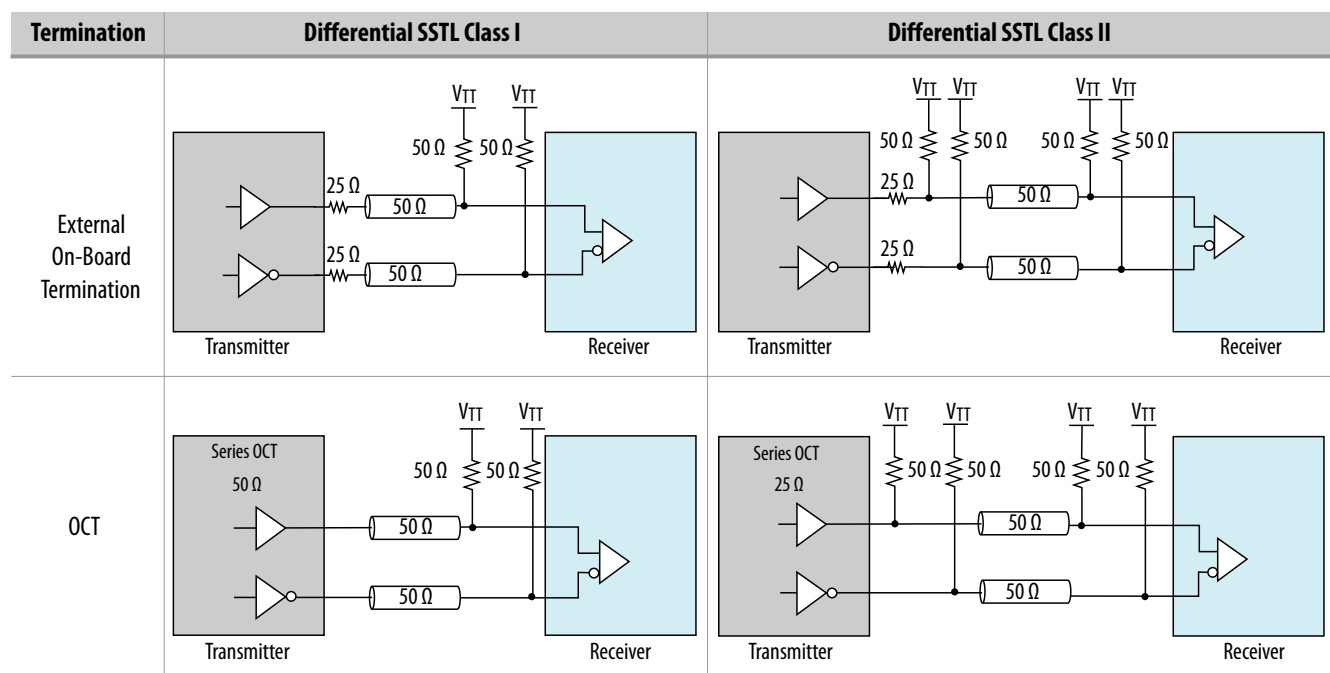 Termination
Differential SSTL Class I
Differential SSTL Class II
External
On-Board
Termination
VTT VTT
50 Ω 50 Ω
25 Ω
50 Ω
25 Ω
50 Ω
Transmitter
Receiver
VTT VTT VTT VTT
50 Ω 50 Ω 50 Ω 50 Ω
25 Ω
50 Ω
25 Ω
50 Ω
Transmitter
Receiver
OCT
VTT VTT
Series OCT
50 Ω
50 Ω 50 Ω
50 Ω
50 Ω
Transmitter
Receiver
VTT VTT VTT VTT
Series OCT
25 Ω
50 Ω 50 Ω 50 Ω 50 Ω
50 Ω
50 Ω
Transmitter
Receiver